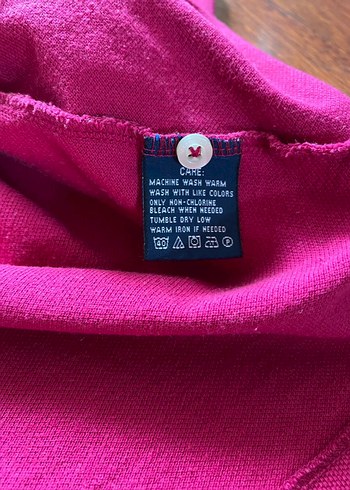 CARE:
MACHINE WASH WARM
WASH WITH LIKE COLORS
ONLY NON-CHLORINE
BLEACH WHEN NEEDED
TUMBLE DRY LOW
WARM IRON IF NEEDED
40 P